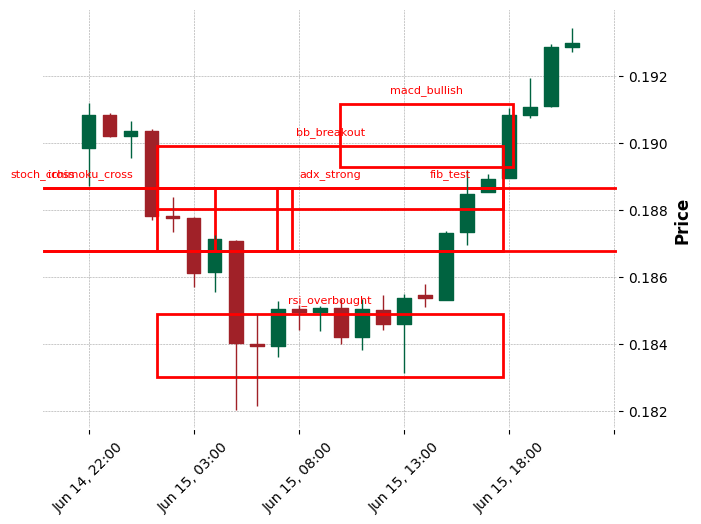 macd_bullish
bb_breakout
stoch_cross
ichimoku_cross
adx_strong
fib_test
rsi_overbought
0.192
0.190
0.188
0.186
0.184
0.182
Price
Jun 14, 22:00
Jun 15, 03:00
Jun 15, 08:00
Jun 15, 13:00
Jun 15, 18:00